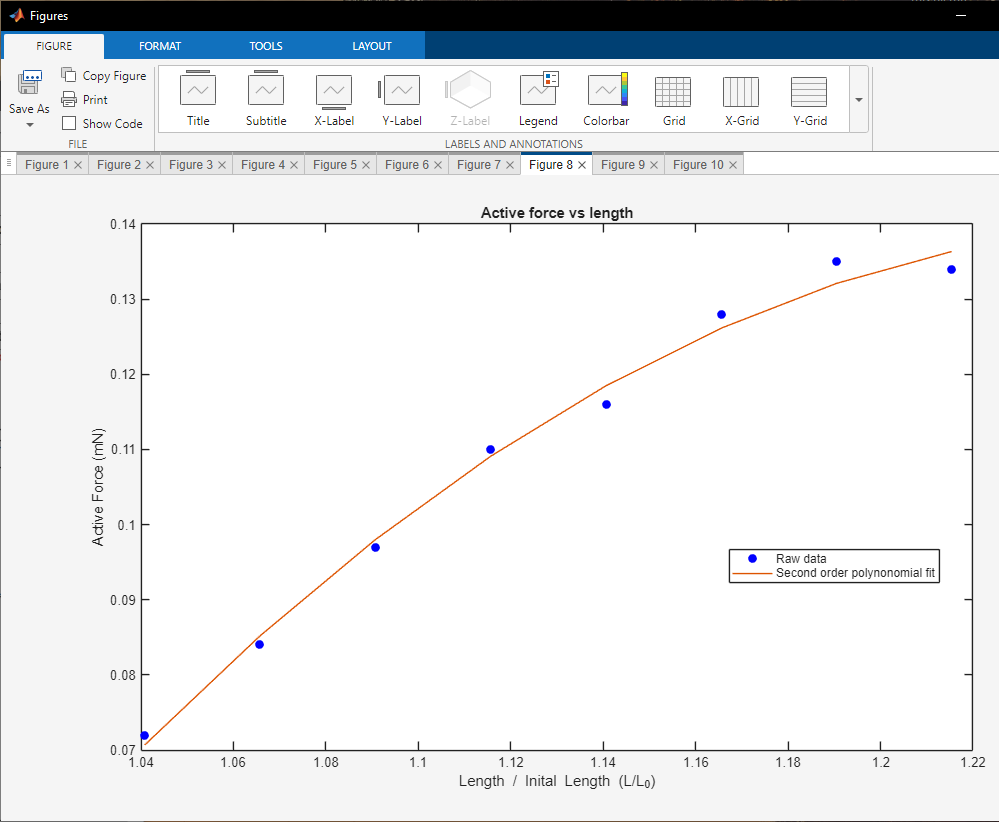 Figures
FIGURE FORMAT TOOLS LAYOUT
Save As
Copy Figure
Print
Show Code
FILE
Title Subtitle X-Label Y-Label Z-Label Legend Colorbar Grid X-Grid Y-Grid
LABELS AND ANNOTATIONS
Figure 1 Figure 2 Figure 3 Figure 4 Figure 5 Figure 6 Figure 7 Figure 8 Figure 9 Figure 10
Active force vs length
0.14
0.13
0.12
0.11
0.1
0.09
0.08
0.07
Active Force (mN)
Raw data
Second order polynonomial fit
1.04 1.06 1.08 1.1 1.12 1.14 1.16 1.18 1.2 1.22
Length / Inital Length (L/L₀)